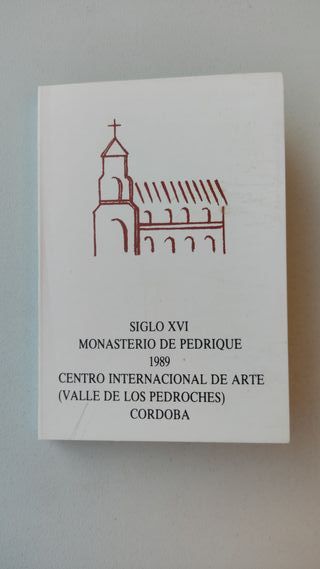 SIGLO XVI
MONASTERIO DE PEDRIQUE
1989
CENTRO INTERNACIONAL DE ARTE
(VALLE DE LOS PEDROCHES)
CORDOBA